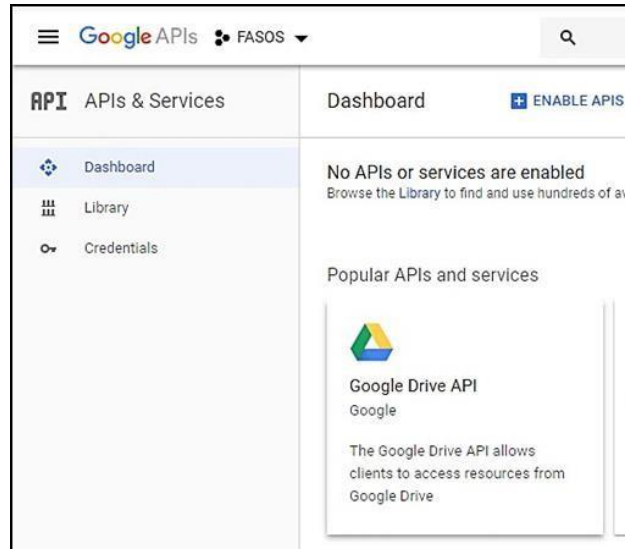 Google APIs FASOS
API APIs & Services
Dashboard ENABLE APIS
Dashboard
Library
Credentials
No APIs or services are enabled
Browse the Library to find and use hundreds of
Popular APIs and services
Google Drive API
Google
The Google Drive API allows
clients to access resources from
Google Drive